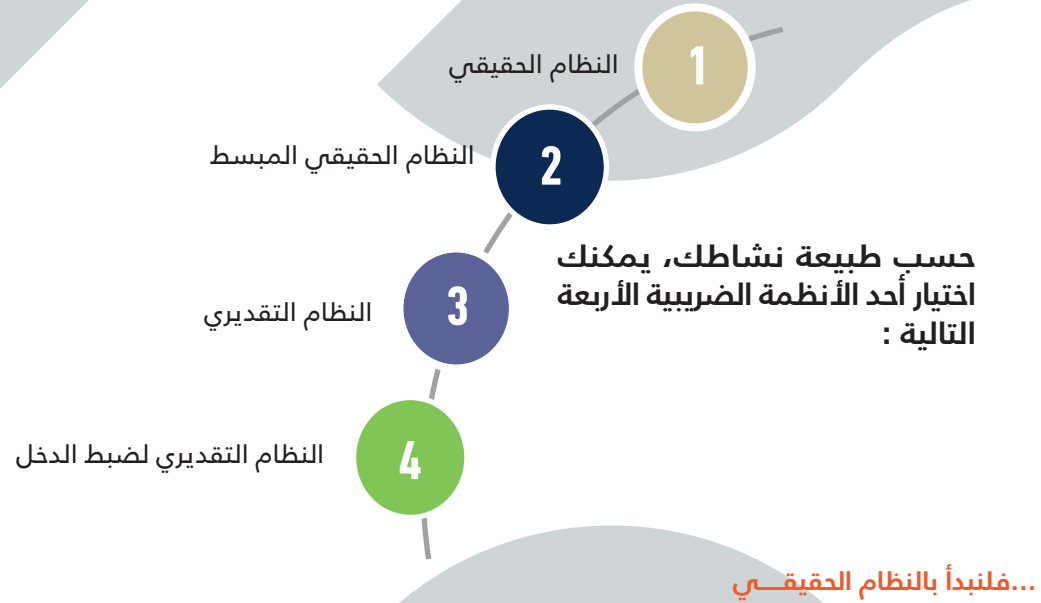 حسب طبيعة نشاطك، يمكنك
اختيار أحد الأنظمة الضريبية الأربعة
التالية :
1
النظام الحقيقي
2
النظام الحقيقي المبسط
3
النظام التقديري
4
النظام التقديري لضبط الدخل
...فلنبدأ بالنظام الحقيقـــي